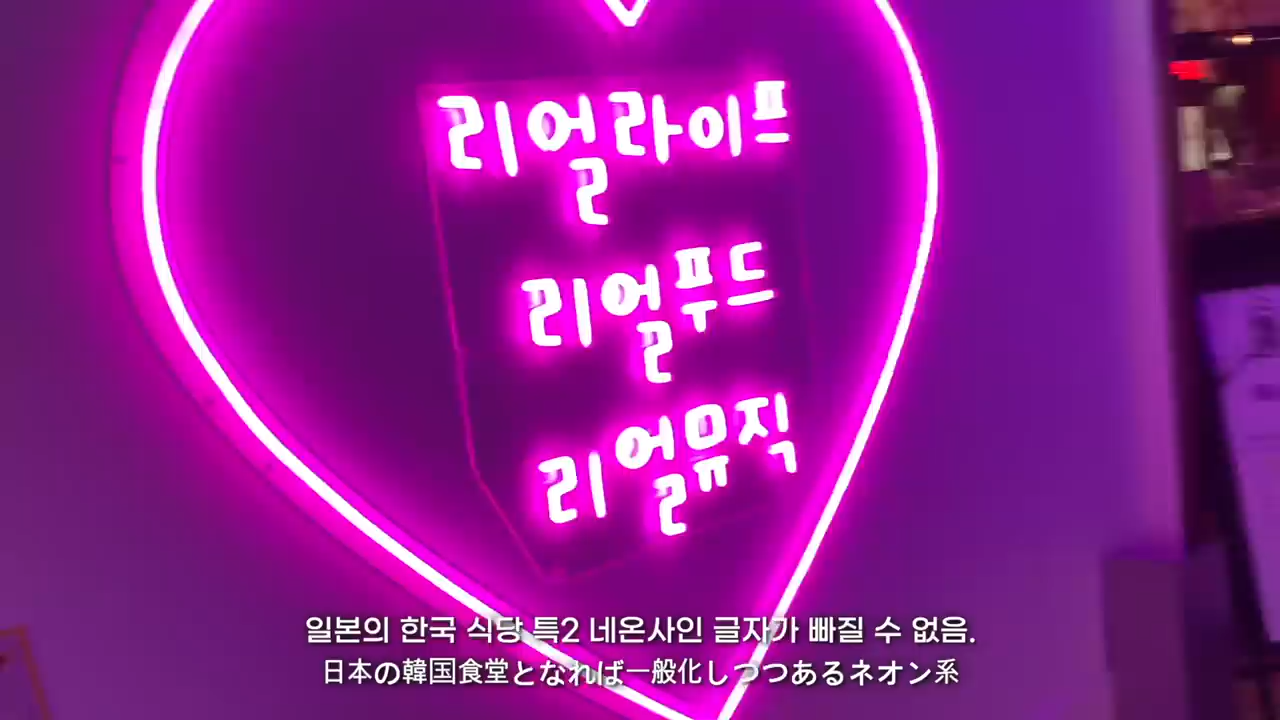 리얼라이프
리얼푸드
리얼뮤직
일본의 한국 식당 특2 네온사인 글자가 빠질 수 없음.
日本の韓国食堂となれば一般化しつつあるネオン系